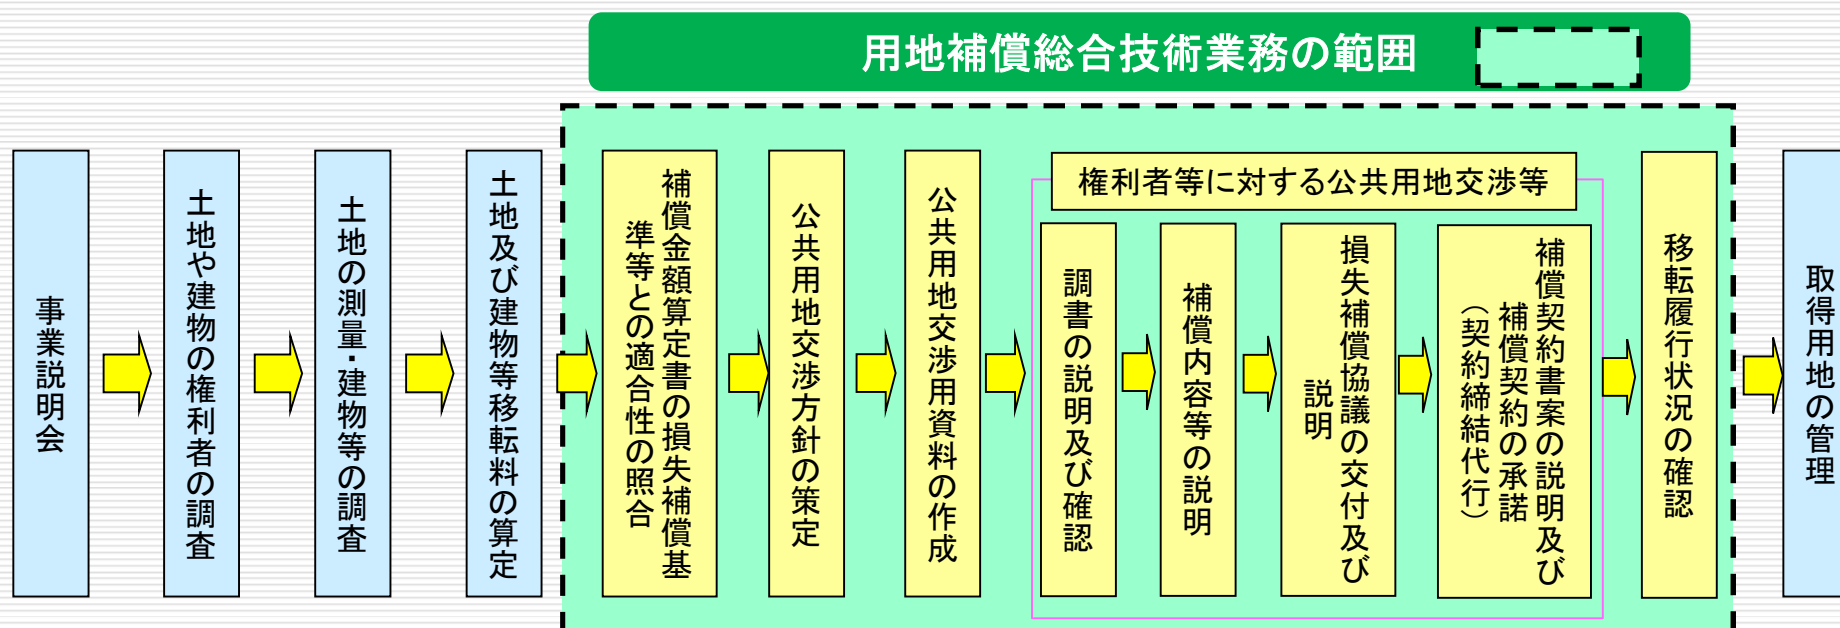 用地補償総合技術業務の範囲
事業説明会
土地や建物の権利者の調査
土地の測量・建物等の調査
土地及び建物等移転料の算定
補償金額算定書の損失補償基
準等との適合性の照合
公共用地交渉方針の策定
公共用地交渉用資料の作成
権利者等に対する公共用地交渉等
調書の説明及び確認
補償内容等の説明
損失補償協議の交付及び
説明
補償契約書案の説明及び
補償契約の承諾
（契約締結代行）
移転履行状況の確認
取得用地の管理